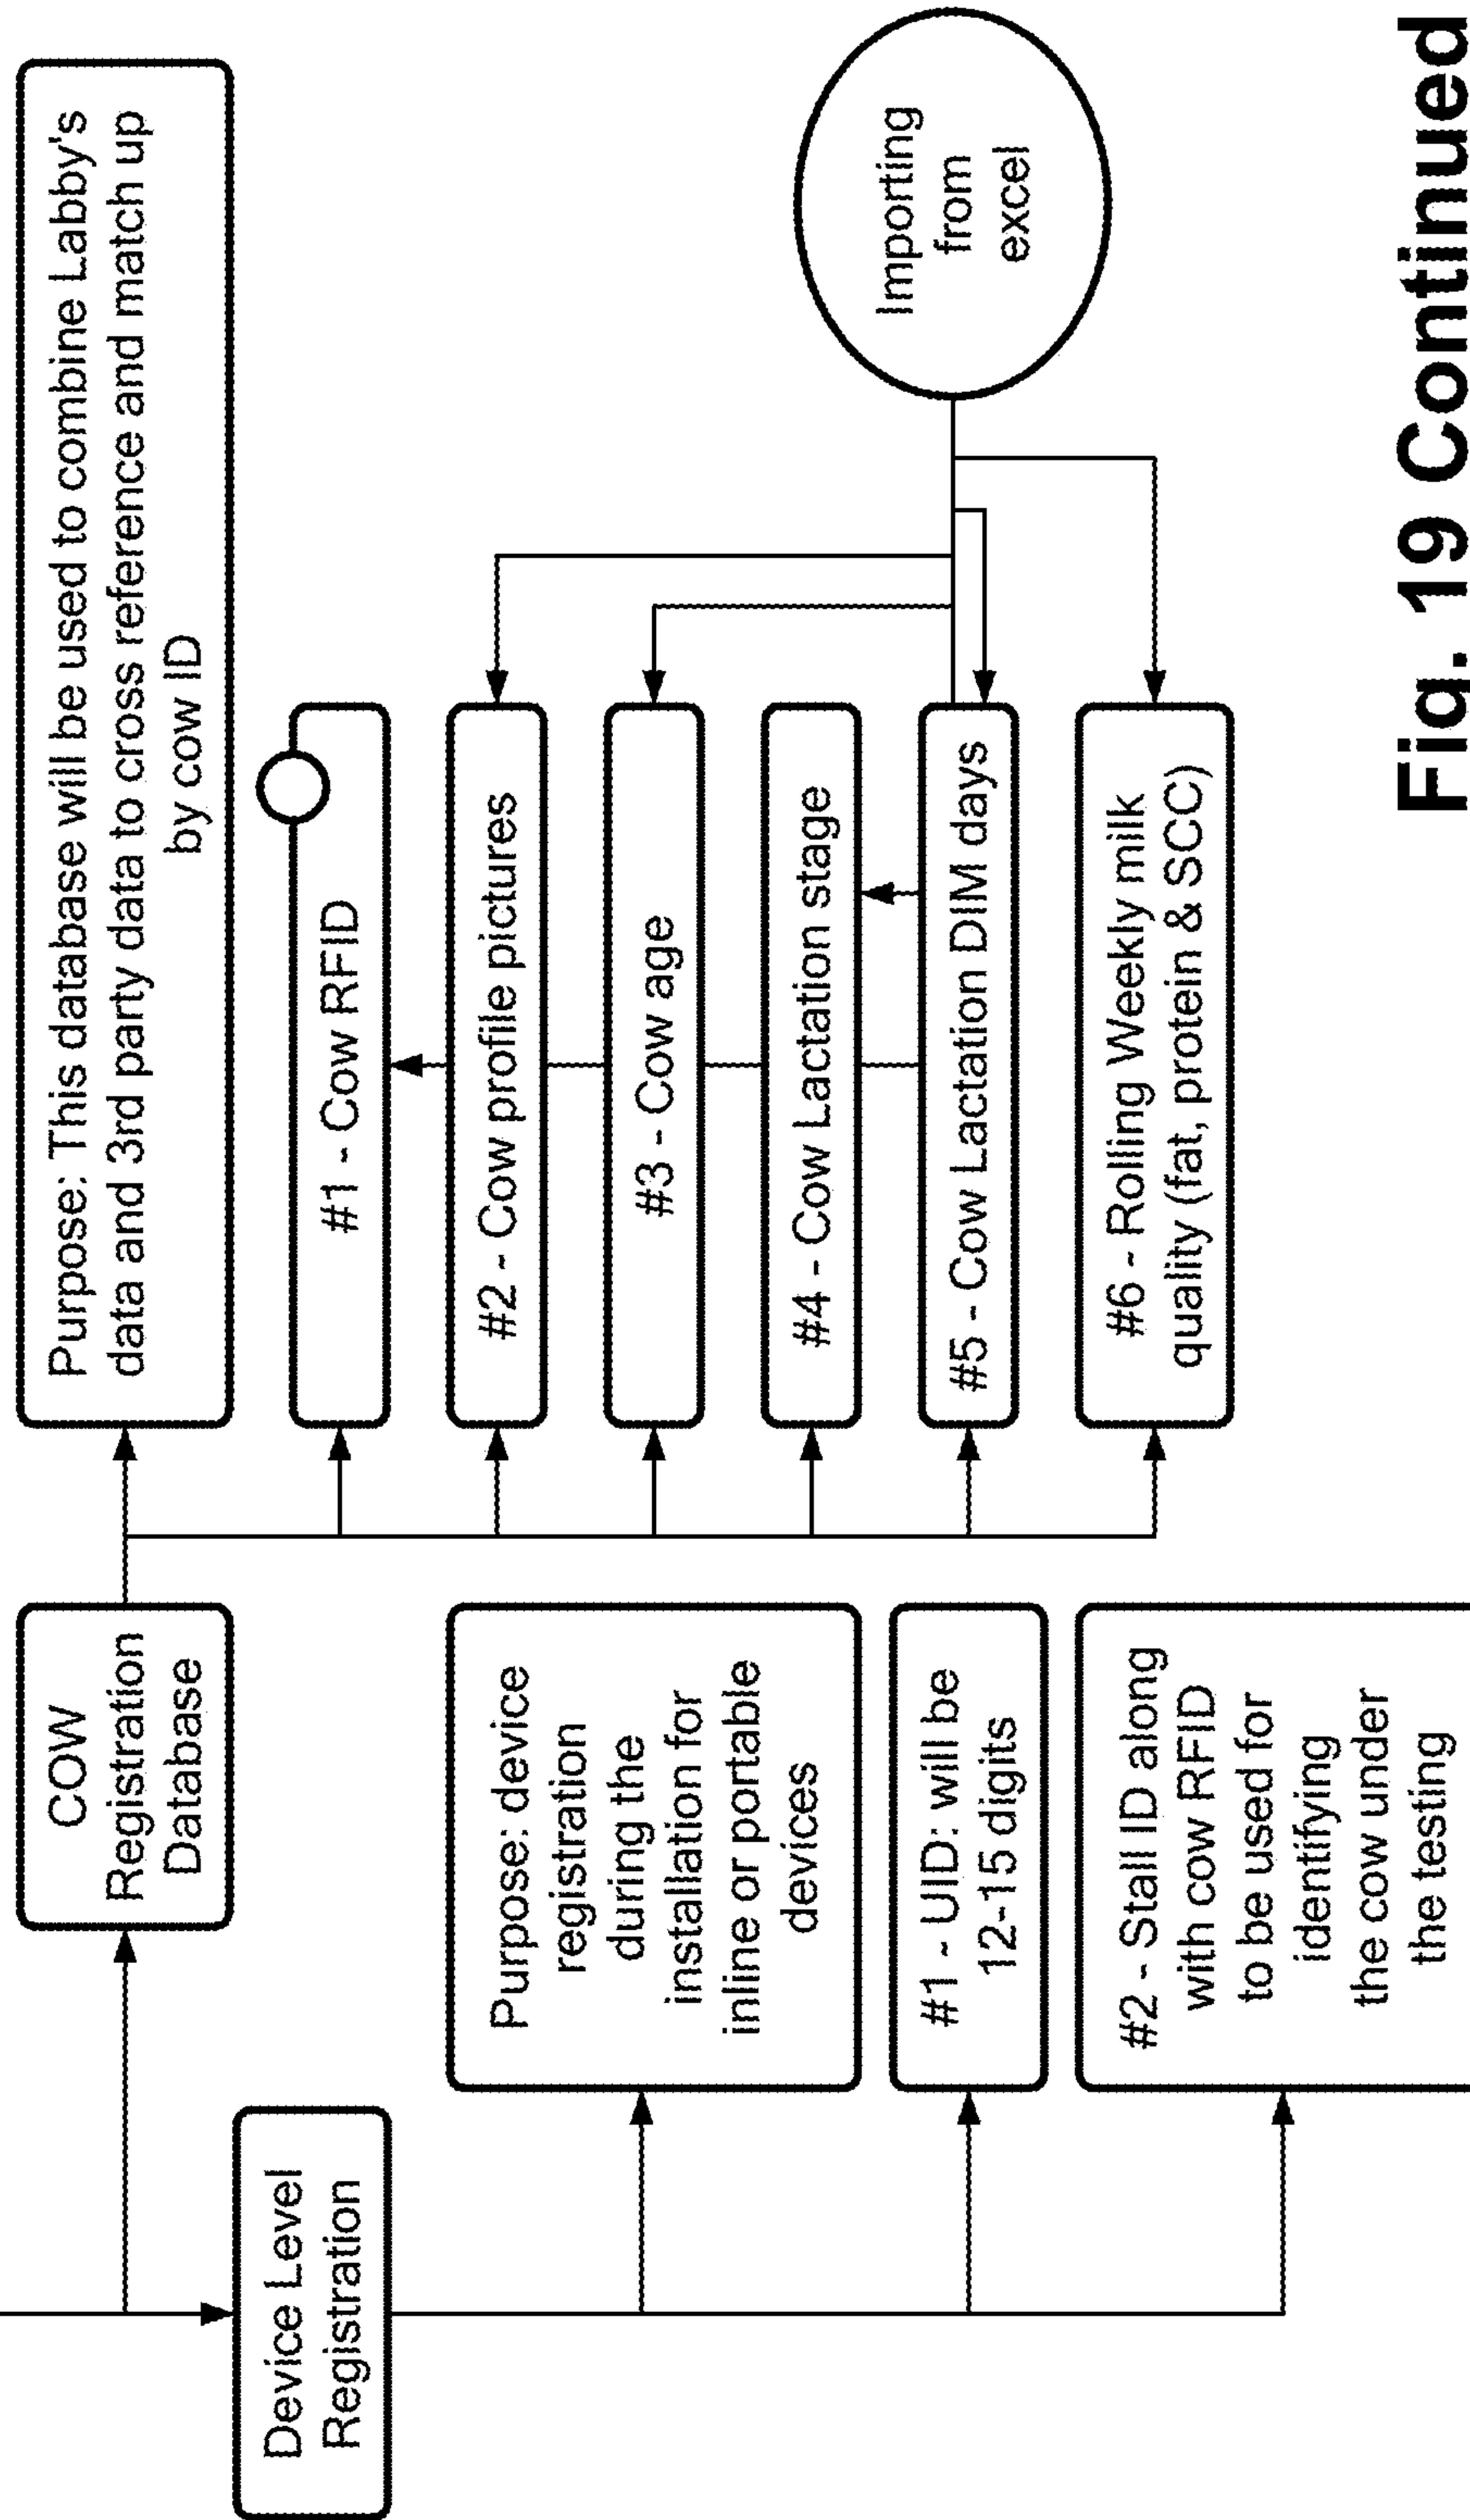 COW
Registration
Database
Purpose: This database will be used to combine Labby's
data and 3rd party data to cross reference and match up
by cow ID
#1 - Cow RFID
#2 - Cow profile pictures
#3 - Cow age
#4 - Cow Lactation stage
#5 - Cow Lactation DIM days
#6 - Rolling Weekly milk
quality (fat, protein & SCC)
Importing
from
excel
Device Level
Registration
Purpose: device
registration
during the
installation for
inline or portable
devices
#1 - UID: will be
12-15 digits
#2 - Stall ID along
with cow RFID
to be used for
identifying
the cow under
the testing
Fig. 19 Continued